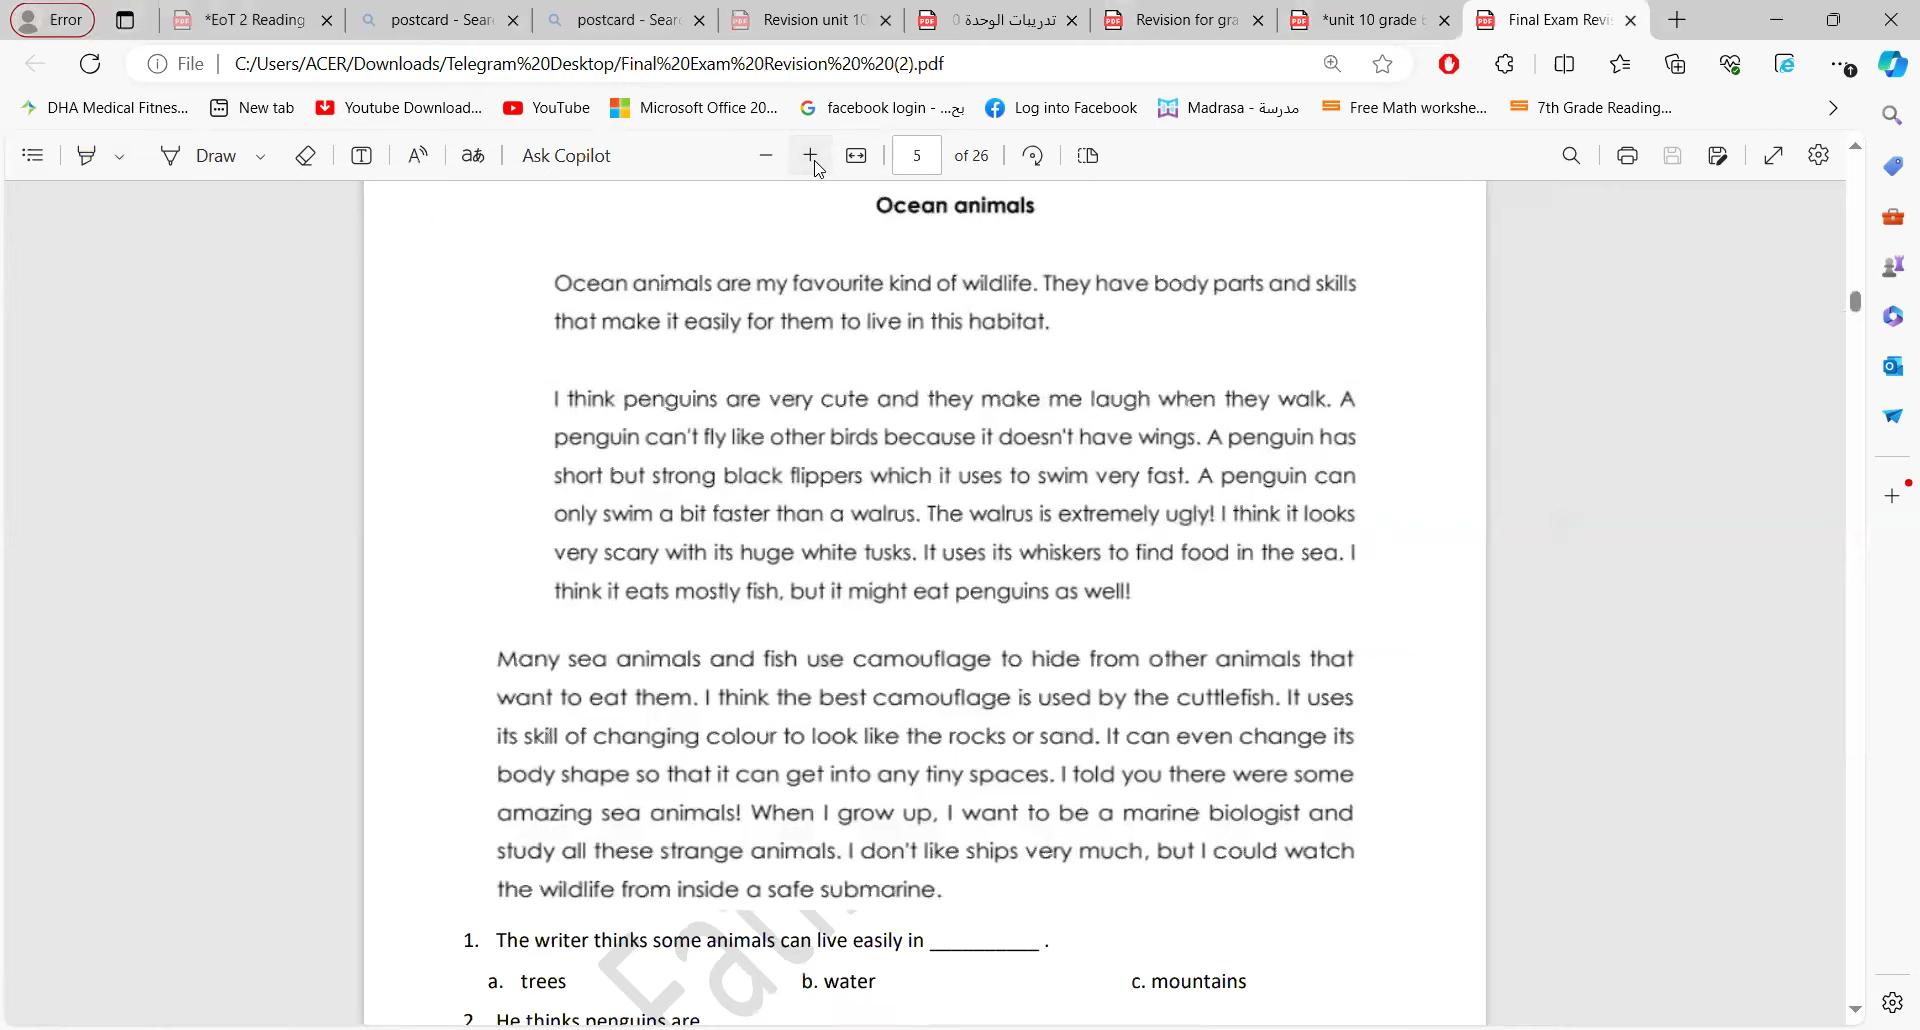 Error
*EoT 2 Reading
postcard - Sear
postcard - Sear
Revision unit 10
تدريبات الوحدة 0
Revision for gra
*unit 10 grade
Final Exam Revi
File
C:/Users/ACER/Downloads/Telegram%20Desktop/Final%20Exam%20Revision%20%20(2).pdf
DHA Medical Fitnes...
New tab
Youtube Download...
YouTube
Microsoft Office 20...
facebook login - ...بح
Log into Facebook
Madrasa - مدرسة
Free Math workshe...
7th Grade Reading...
Draw
Ask Copilot
5
of 26
Ocean animals
Ocean animals are my favourite kind of wildlife. They have body parts and skills
that make it easily for them to live in this habitat.
I think penguins are very cute and they make me laugh when they walk. A
penguin can't fly like other birds because it doesn't have wings. A penguin has
short but strong black flippers which it uses to swim very fast. A penguin can
only swim a bit faster than a walrus. The walrus is extremely ugly! I think it looks
very scary with its huge white tusks. It uses its whiskers to find food in the sea. I
think it eats mostly fish, but it might eat penguins as well!
Many sea animals and fish use camouflage to hide from other animals that
want to eat them. I think the best camouflage is used by the cuttlefish. It uses
its skill of changing colour to look like the rocks or sand. It can even change its
body shape so that it can get into any tiny spaces. I told you there were some
amazing sea animals! When I grow up, I want to be a marine biologist and
study all these strange animals. I don't like ships very much, but I could watch
the wildlife from inside a safe submarine.
1. The writer thinks some animals can live easily in __________ .
a. trees b. water c. mountains
2. He thinks penguins are